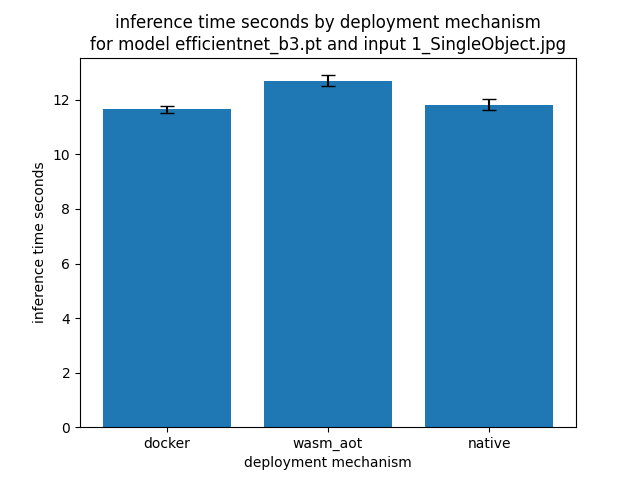 inference time seconds by deployment mechanism
for model efficientnet_b3.pt and input 1_SingleObject.jpg
inference time seconds
12
10
8
6
4
2
0
docker
wasm_aot
native
deployment mechanism